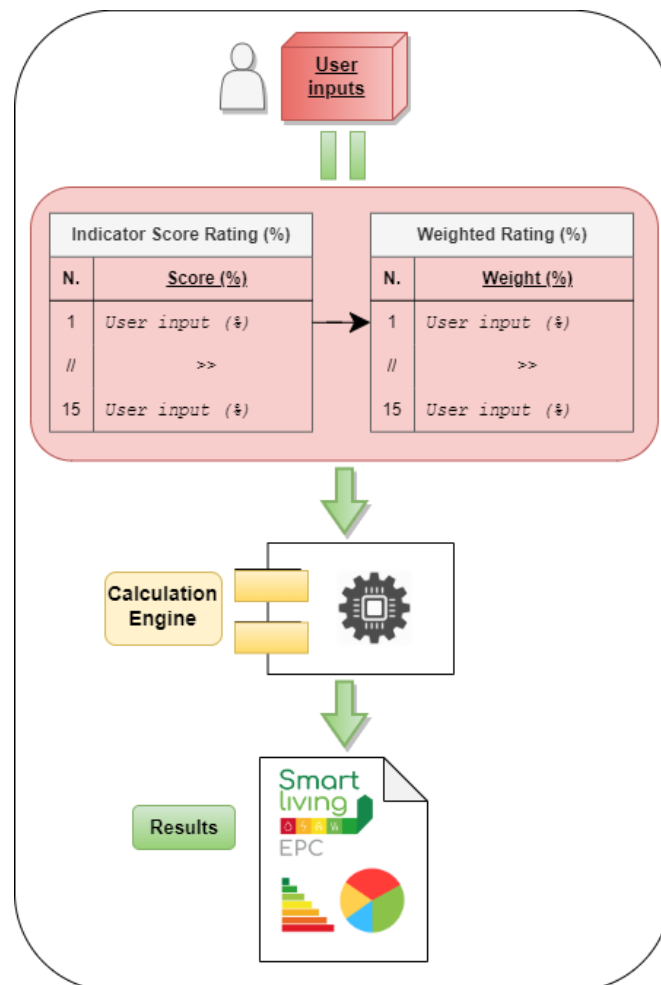 User
inputs
Indicator Score Rating (%)
Weighted Rating (%)
N. Score (%)
N. Weight (%)
1 User input (%)
1 User input (%)
// >>
// >>
15 User input (%)
15 User input (%)
Calculation
Engine
Smart
living
EPC
Results